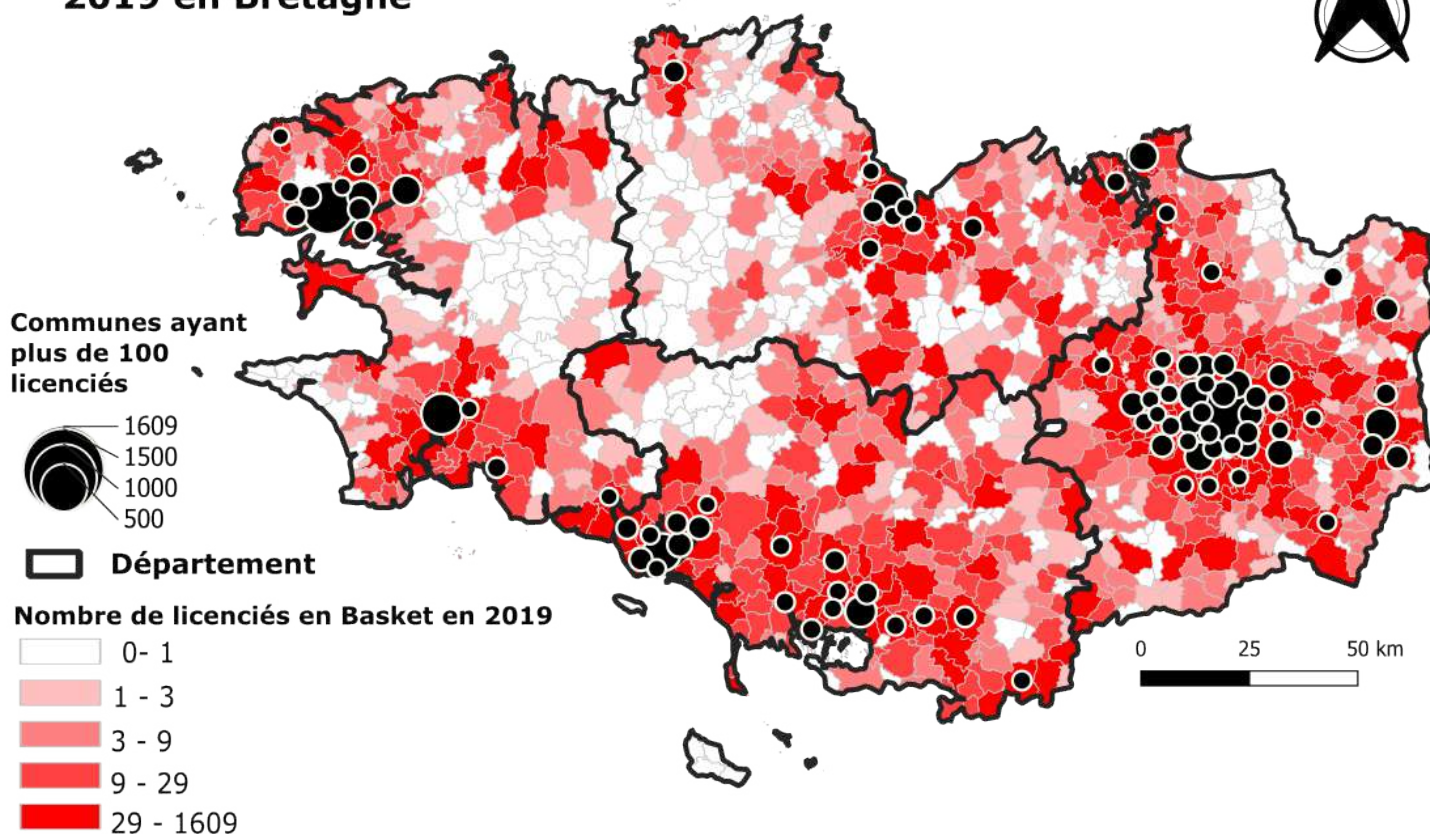 2019 en Bretagne
Communes ayant
plus de 100
licenciés
1609
1500
1000
500
Département
Nombre de licenciés en Basket en 2019
0- 1
1 - 3
3 - 9
9 - 29
29 - 1609
0 25 50 km